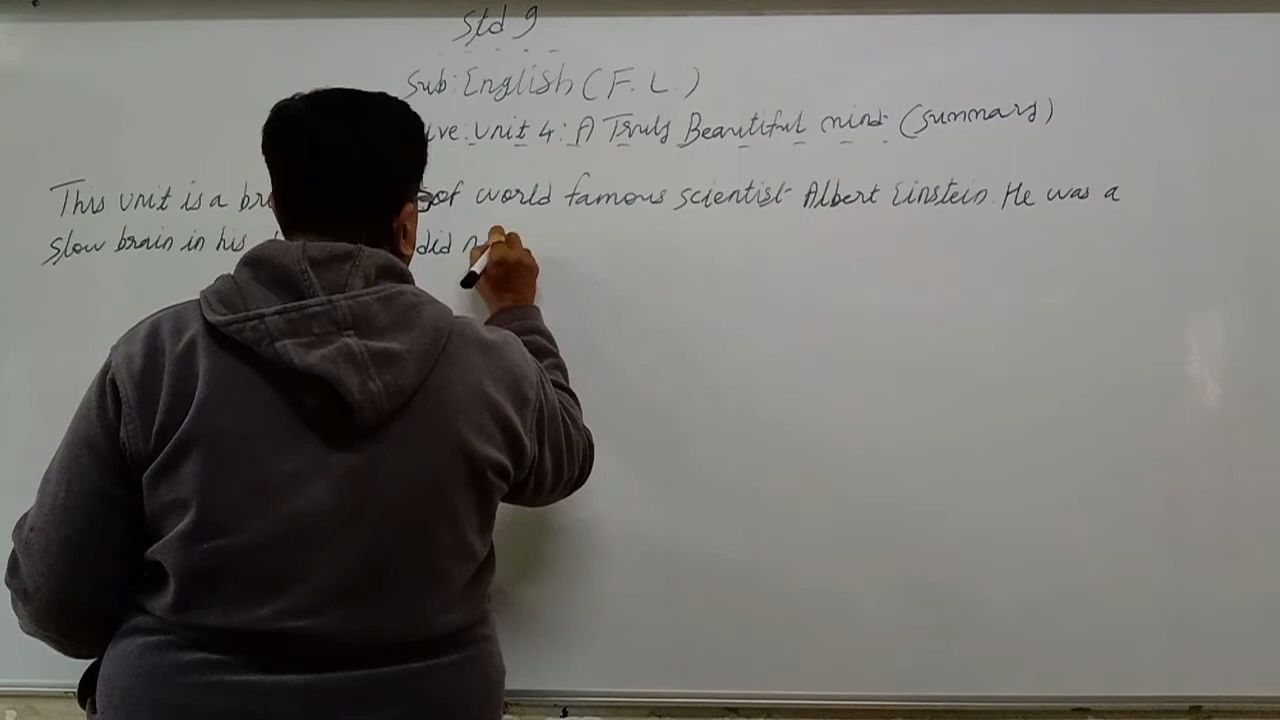 Std 9
Sub: English (F. L.)
Unit 4: A Truly Beautiful mind (summary)
This unit is a of world famous scientist Albert Einstein. He was a
slow brain in his did